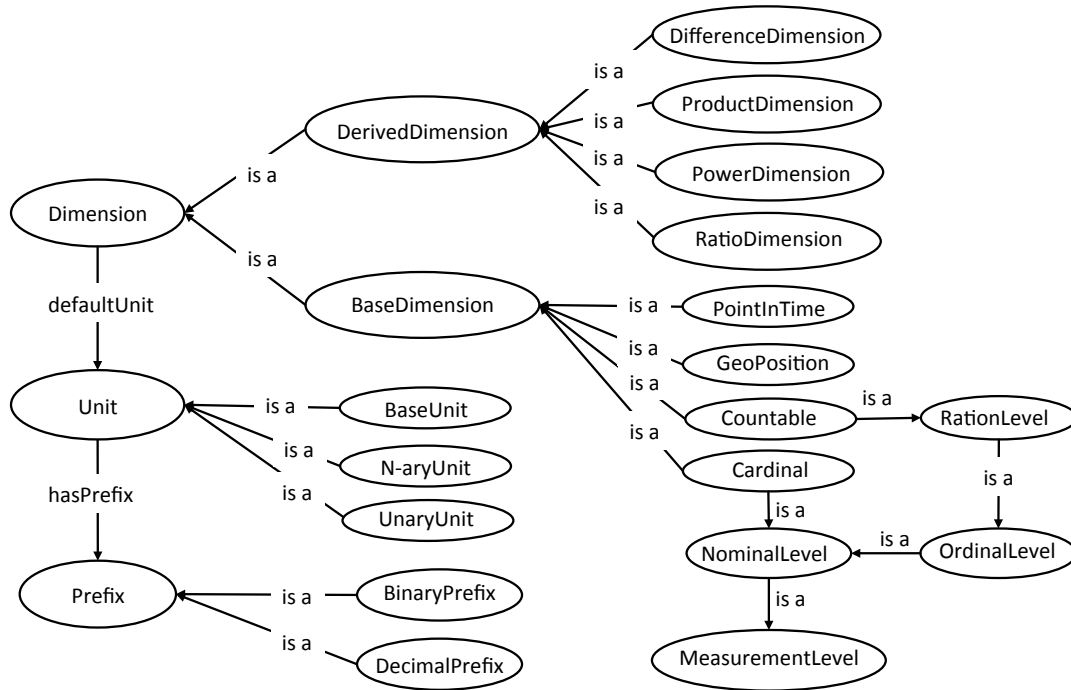 DifferenceDimension
is a
ProductDimension
DerivedDimension
is a
is a
PowerDimension
is a
Dimension
is a
RatioDimension
is a
defaultUnit
BaseDimension
is a
PointInTime
is a
GeoPosition
Unit
is a
BaseUnit
is a
Countable
is a
RationLevel
is a
N-aryUnit
Cardinal
is a
hasPrefix
is a
UnaryUnit
is a
NominalLevel
is a
OrdinalLevel
Prefix
is a
BinaryPrefix
is a
is a
DecimalPrefix
MeasurementLevel